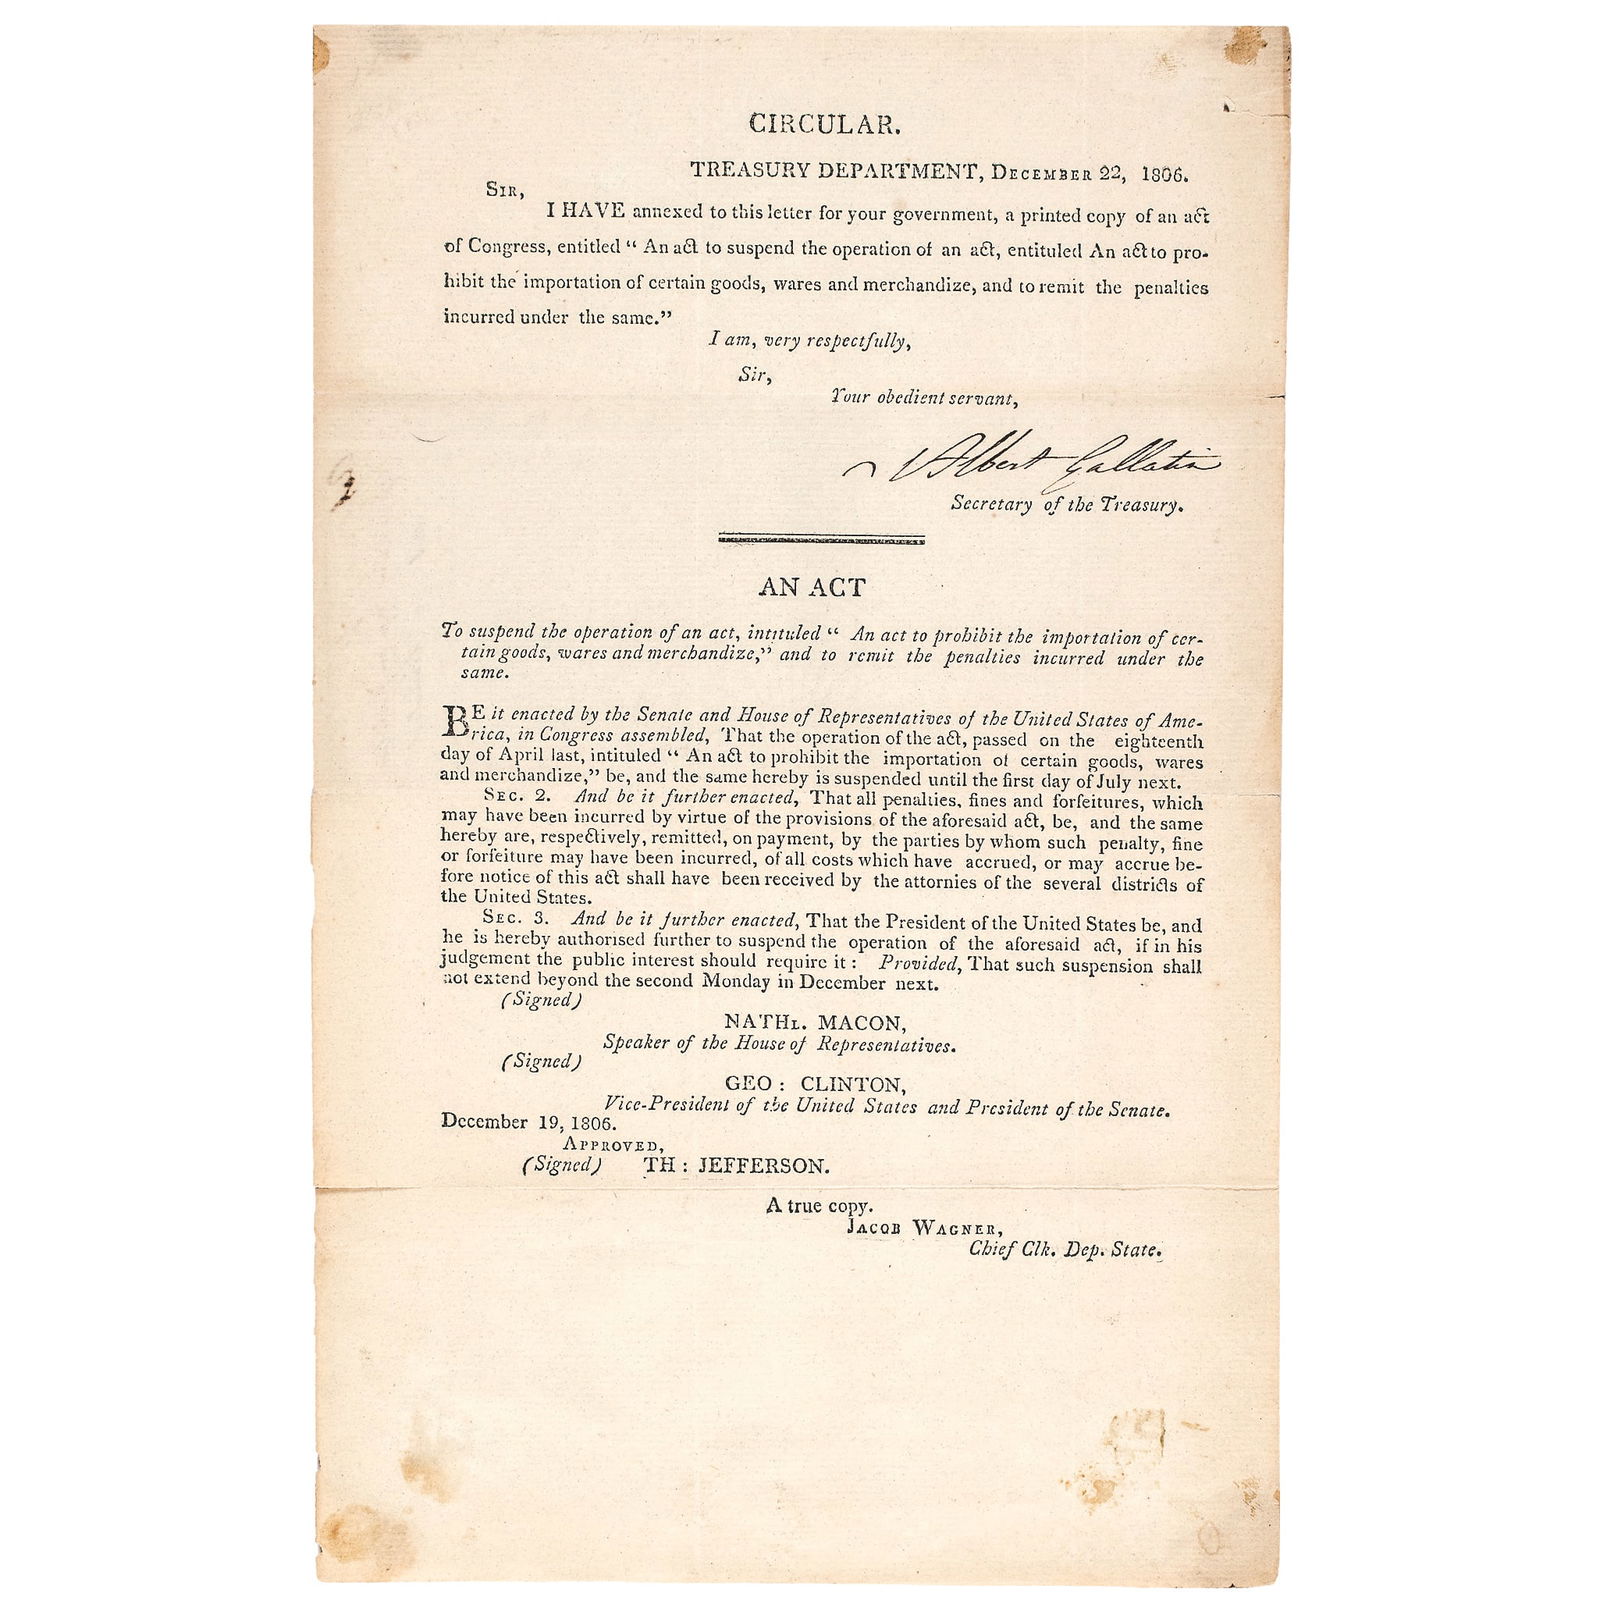 CIRCULAR.
TREASURY DEPARTMENT, DECEMBER 22, 1806.
SIR,
I HAVE annexed to this letter for your government, a printed copy of an act
of Congress, entitled “ An act to suspend the operation of an act, entituled An act to pro-
hibit the importation of certain goods, wares and merchandize, and to remit the penalties
incurred under the same.”
I am, very respectfully,
Sir,
Your obedient servant,
Albert Gallatin
Secretary of the Treasury.
AN ACT
To suspend the operation of an act, intituled “ An act to prohibit the importation of cer-
tain goods, wares and merchandize,” and to remit the penalties incurred under the
same.
BE it enacted by the Senate and House of Representatives of the United States of Ame-
rica, in Congress assembled, That the operation of the act, passed on the eighteenth
day of April last, intituled “ An act to prohibit the importation of certain goods, wares
and merchandize,” be, and the same hereby is suspended until the first day of July next.
SEC. 2. And be it further enacted, That all penalties, fines and forfeitures, which
may have been incurred by virtue of the provisions of the aforesaid act, be, and the same
hereby are, respectively, remitted, on payment, by the parties by whom such penalty, fine
or forfeiture may have been incurred, of all costs which have accrued, or may accrue be-
fore notice of this act shall have been received by the attornies of the several districts of
the United States.
SEC. 3. And be it further enacted, That the President of the United States be, and
he is hereby authorised further to suspend the operation of the aforesaid act, if in his
judgement the public interest should require it : Provided, That such suspension shall
not extend beyond the second Monday in December next.
(Signed)
NATHL. MACON,
Speaker of the House of Representatives.
(Signed)
GEO : CLINTON,
Vice-President of the United States and President of the Senate.
December 19, 1806.
APPROVED,
(Signed) TH : JEFFERSON.
A true copy.
JACOB WAGNER,
Chief Clk. Dep. State.